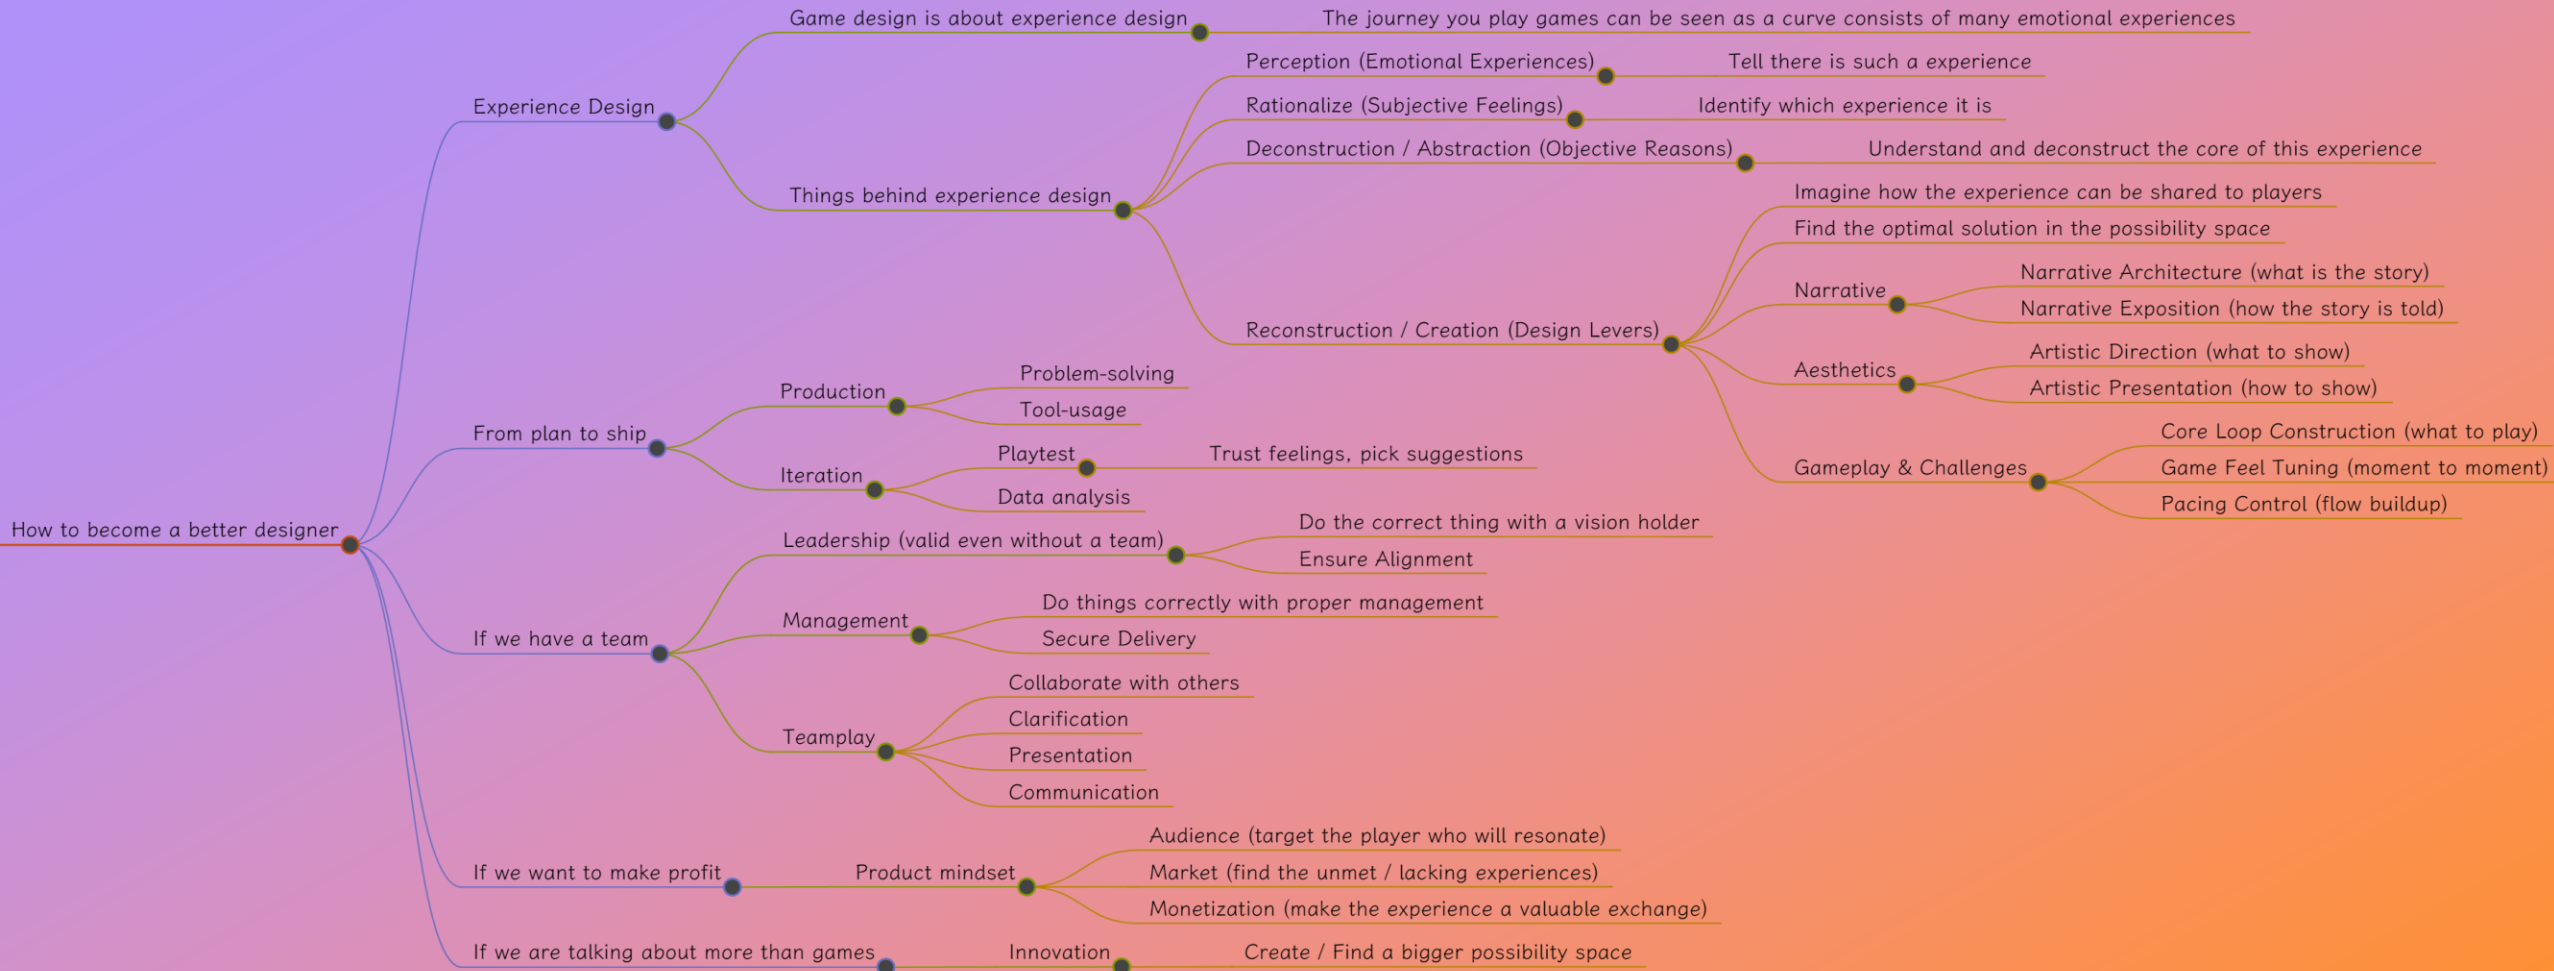 How to become a better designer
Experience Design
Game design is about experience design
The journey you play games can be seen as a curve consists of many emotional experiences
Things behind experience design
Perception (Emotional Experiences)
Tell there is such a experience
Rationalize (Subjective Feelings)
Identify which experience it is
Deconstruction / Abstraction (Objective Reasons)
Understand and deconstruct the core of this experience
Reconstruction / Creation (Design Levers)
Imagine how the experience can be shared to players
Find the optimal solution in the possibility space
Narrative
Narrative Architecture (what is the story)
Narrative Exposition (how the story is told)
Aesthetics
Artistic Direction (what to show)
Artistic Presentation (how to show)
Gameplay & Challenges
Core Loop Construction (what to play)
Game Feel Tuning (moment to moment)
Pacing Control (flow buildup)
From plan to ship
Production
Problem-solving
Tool-usage
Iteration
Playtest
Trust feelings, pick suggestions
Data analysis
If we have a team
Leadership (valid even without a team)
Do the correct thing with a vision holder
Ensure Alignment
Management
Do things correctly with proper management
Secure Delivery
Teamplay
Collaborate with others
Clarification
Presentation
Communication
If we want to make profit
Product mindset
Audience (target the player who will resonate)
Market (find the unmet / lacking experiences)
Monetization (make the experience a valuable exchange)
If we are talking about more than games
Innovation
Create / Find a bigger possibility space